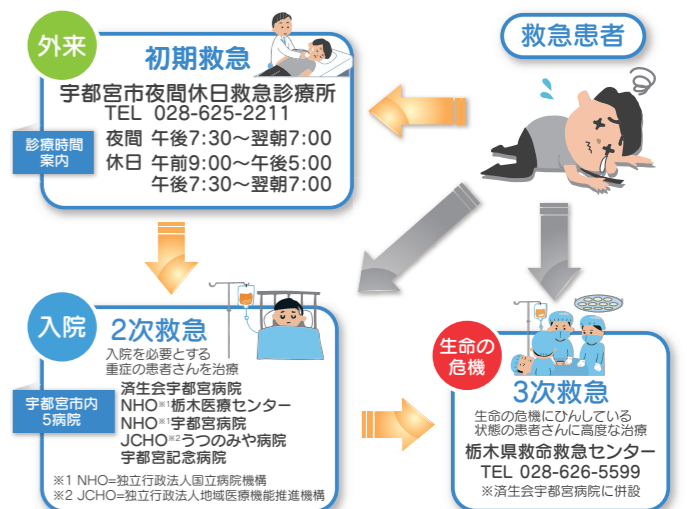 救急患者
外来
初期救急
宇都宮市夜間休日救急診療所
TEL 028-625-2211
診療時間
案内
夜間 午後7:30～翌朝7:00
休日 午前9:00～午後5:00
午後7:30～翌朝7:00
入院
2次救急
入院を必要とする
重症の患者さんを治療
宇都宮市内
5病院
済生会宇都宮病院
NHO※1栃木医療センター
NHO※1宇都宮病院
JCHO※2うつのみや病院
宇都宮記念病院
※1 NHO=独立行政法人国立病院機構
※2 JCHO=独立行政法人地域医療機能推進機構
生命の
危機
3次救急
生命の危機にひんしている
状態の患者さんに高度な治療
栃木県救命救急センター
TEL 028-626-5599
※済生会宇都宮病院に併設